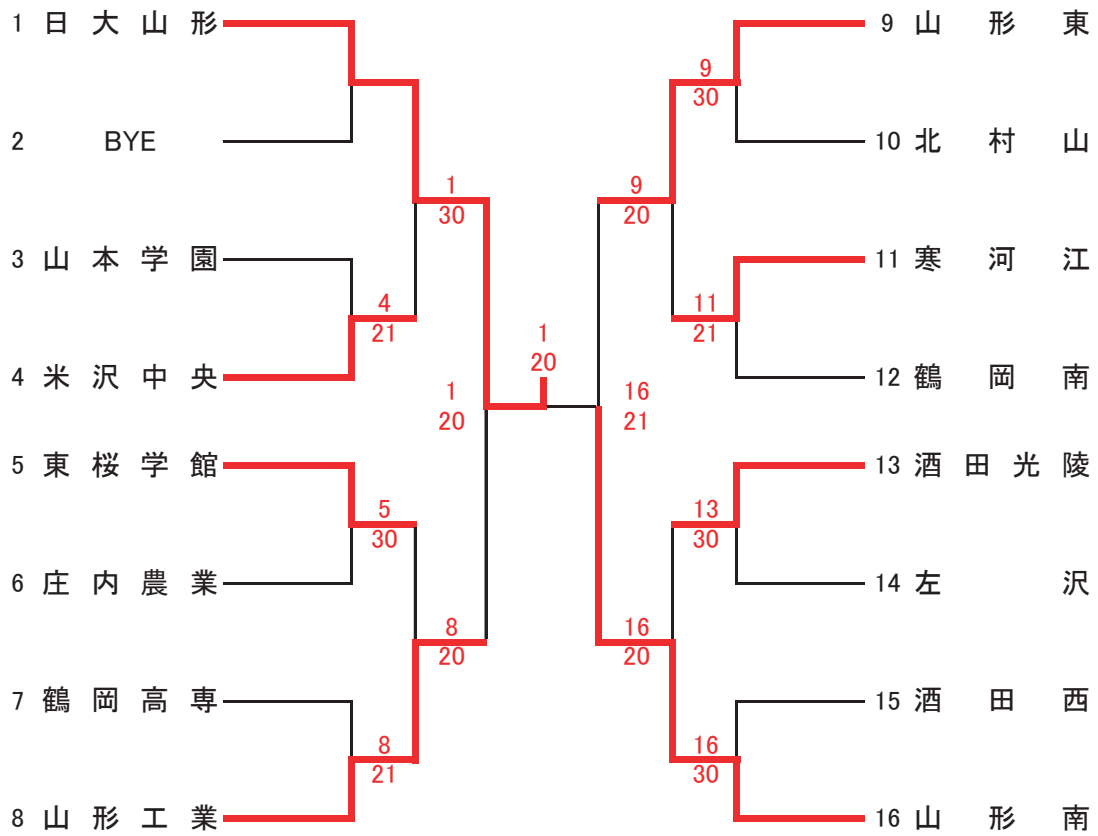 1 日大山形
2 BYE
3 山本学園
4 米沢中央
5 東桜学館
6 庄内農業
7 鶴岡高専
8 山形工業
4
21
5
30
8
21
1
30
8
20
1
20
1
20
16
21
9
20
16
20
9
30
11
21
13
30
16
30
9 山形東
10 北村山
11 寒河江
12 鶴岡南
13 酒田光陵
14 左沢
15 酒田西
16 山形南